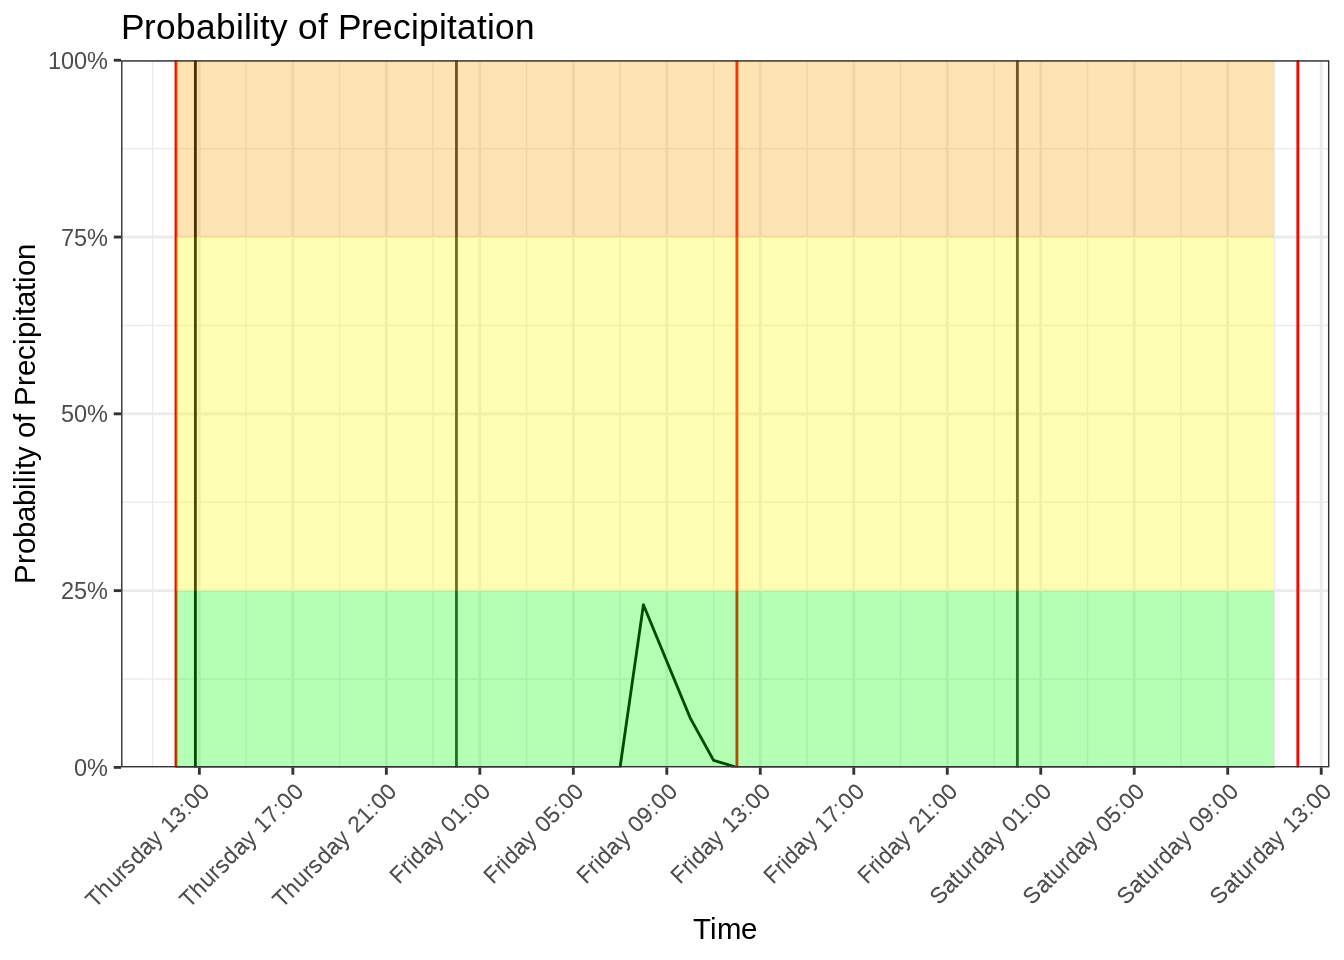 Probability of Precipitation
Probability of Precipitation
100%
75%
50%
25%
0%
Thursday 13:00
Thursday 17:00
Thursday 21:00
Friday 01:00
Friday 05:00
Friday 09:00
Friday 13:00
Friday 17:00
Friday 21:00
Saturday 01:00
Saturday 05:00
Saturday 09:00
Saturday 13:00
Time